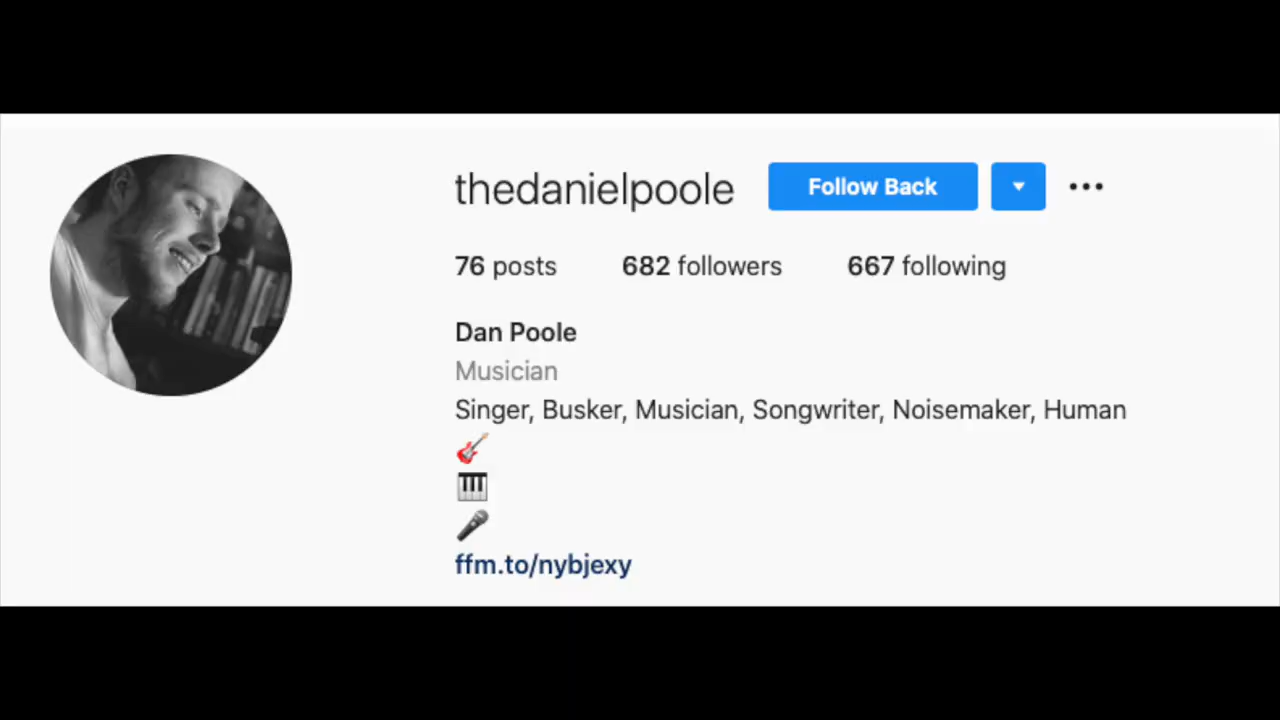 thedanielpoole Follow Back
76 posts 682 followers 667 following
Dan Poole
Musician
Singer, Busker, Musician, Songwriter, Noisemaker, Human
🎸
🎹
🎤
ffm.to/nybjexy